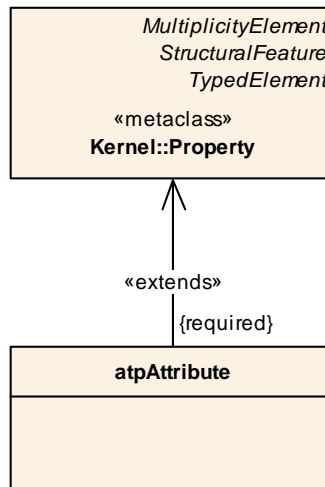 MultiplicityElement
StructuralFeature
TypedElement
«metaclass»
Kernel::Property
«extends»
{required}
atpAttribute